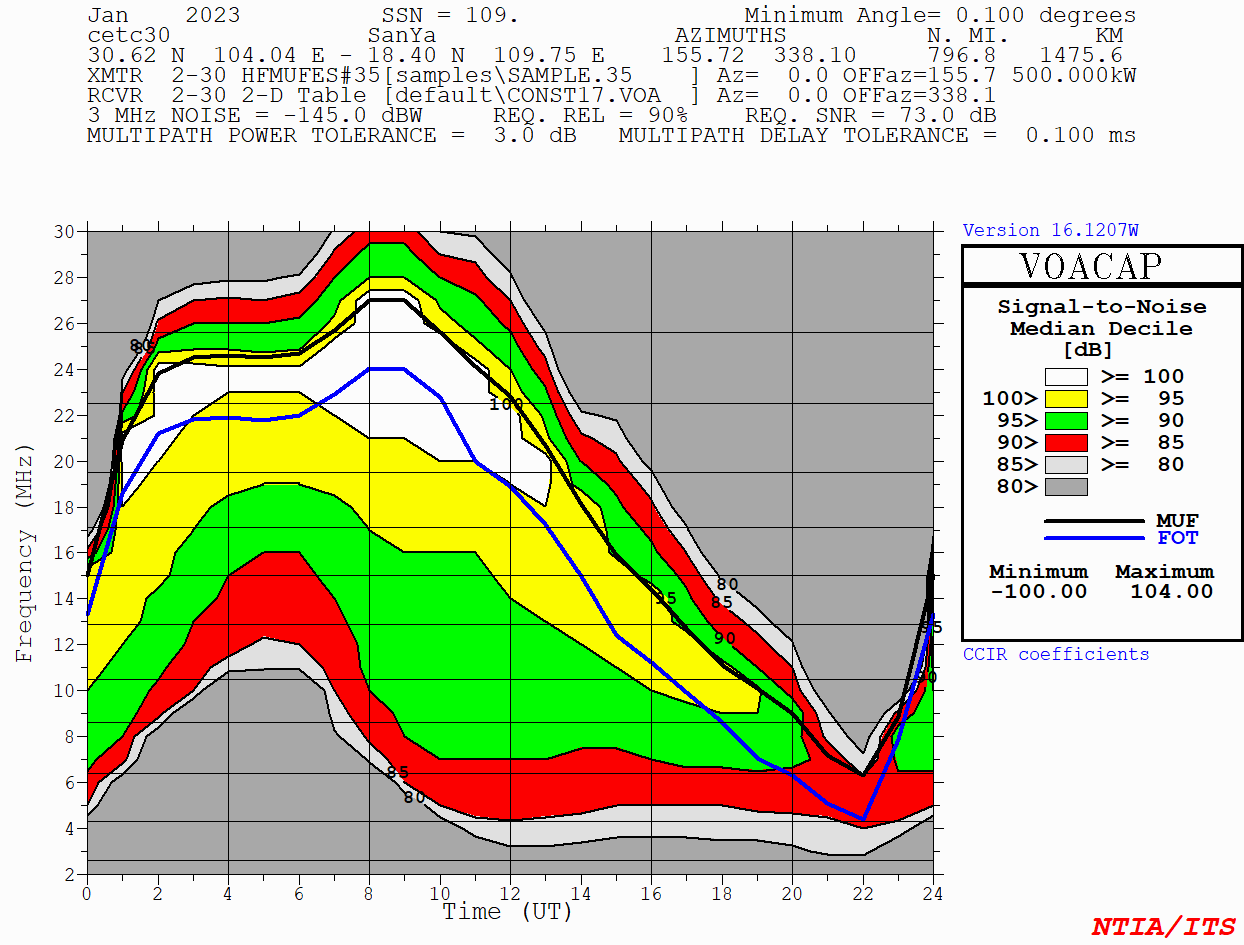 Jan    2023          SSN = 109.                Minimum Angle= 0.100 degrees
cetc30              SanYa                 AZIMUTHS          N. MI.      KM
30.62 N  104.04 E - 18.40 N  109.75 E    155.72  338.10     796.8   1475.6
XMTR  2-30 HFMUFES#35[samples\SAMPLE.35    ] Az=  0.0 OFFaz=155.7 500.000kW
RCVR  2-30 2-D Table [default\CONST17.VOA  ] Az=  0.0 OFFaz=338.1
3 MHz NOISE = -145.0 dBW     REQ. REL = 90%    REQ. SNR = 73.0 dB
MULTIPATH POWER TOLERANCE =  3.0 dB   MULTIPATH DELAY TOLERANCE =  0.100 ms
30
28
26
24
22
20
18
16
14
12
10
8
6
4
2
Frequency (MHz)
0 2 4 6 8 10 12 14 16 18 20 22 24
Time (UT)
80
85
100
95
80
85
90
85
80
Version 16.1207W
VOACAP
Signal-to-Noise
Median Decile
[dB]
>= 100
100> >= 95
95> >= 90
90> >= 85
85> >= 80
80>
MUF
FOT
Minimum Maximum
-100.00 104.00
CCIR coefficients
NTIA/ITS